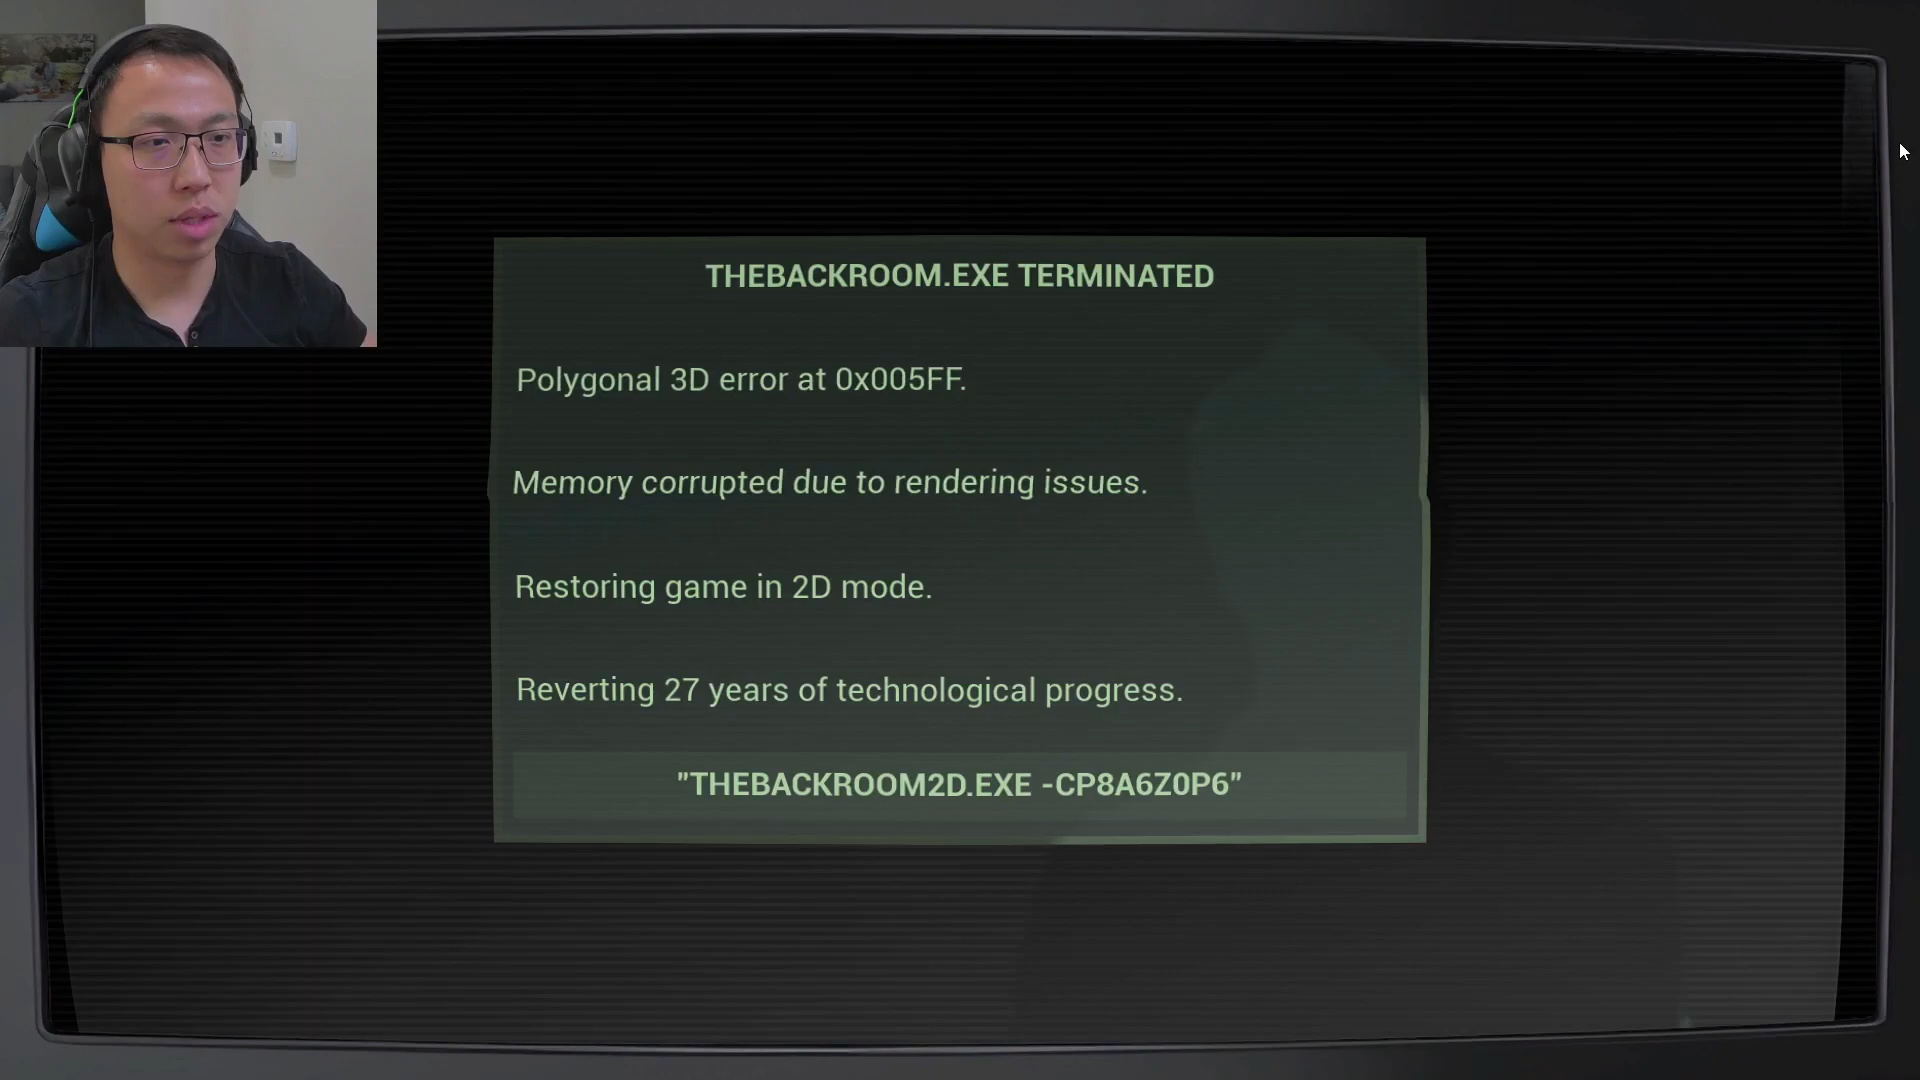 THEBACKROOM.EXE TERMINATED
Polygonal 3D error at 0x005FF.
Memory corrupted due to rendering issues.
Restoring game in 2D mode.
Reverting 27 years of technological progress.
"THEBACKROOM2D.EXE -CP8A6Z0P6"